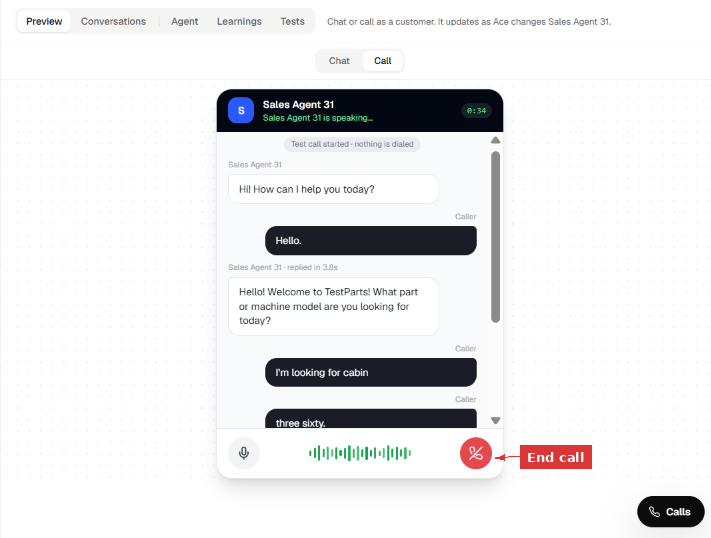 Preview Conversations Agent Learnings Tests Chat or call as a customer. It updates as Ace changes Sales Agent 31.
Chat Call
S Sales Agent 31 0:34
Sales Agent 31 is speaking...
Test call started · nothing is dialed
Sales Agent 31
Hi! How can I help you today?
Caller
Hello.
Sales Agent 31 · replied in 3.8s
Hello! Welcome to TestParts! What part
or machine model are you looking for
today?
Caller
I'm looking for cabin
Caller
three sixty.
End call
Calls